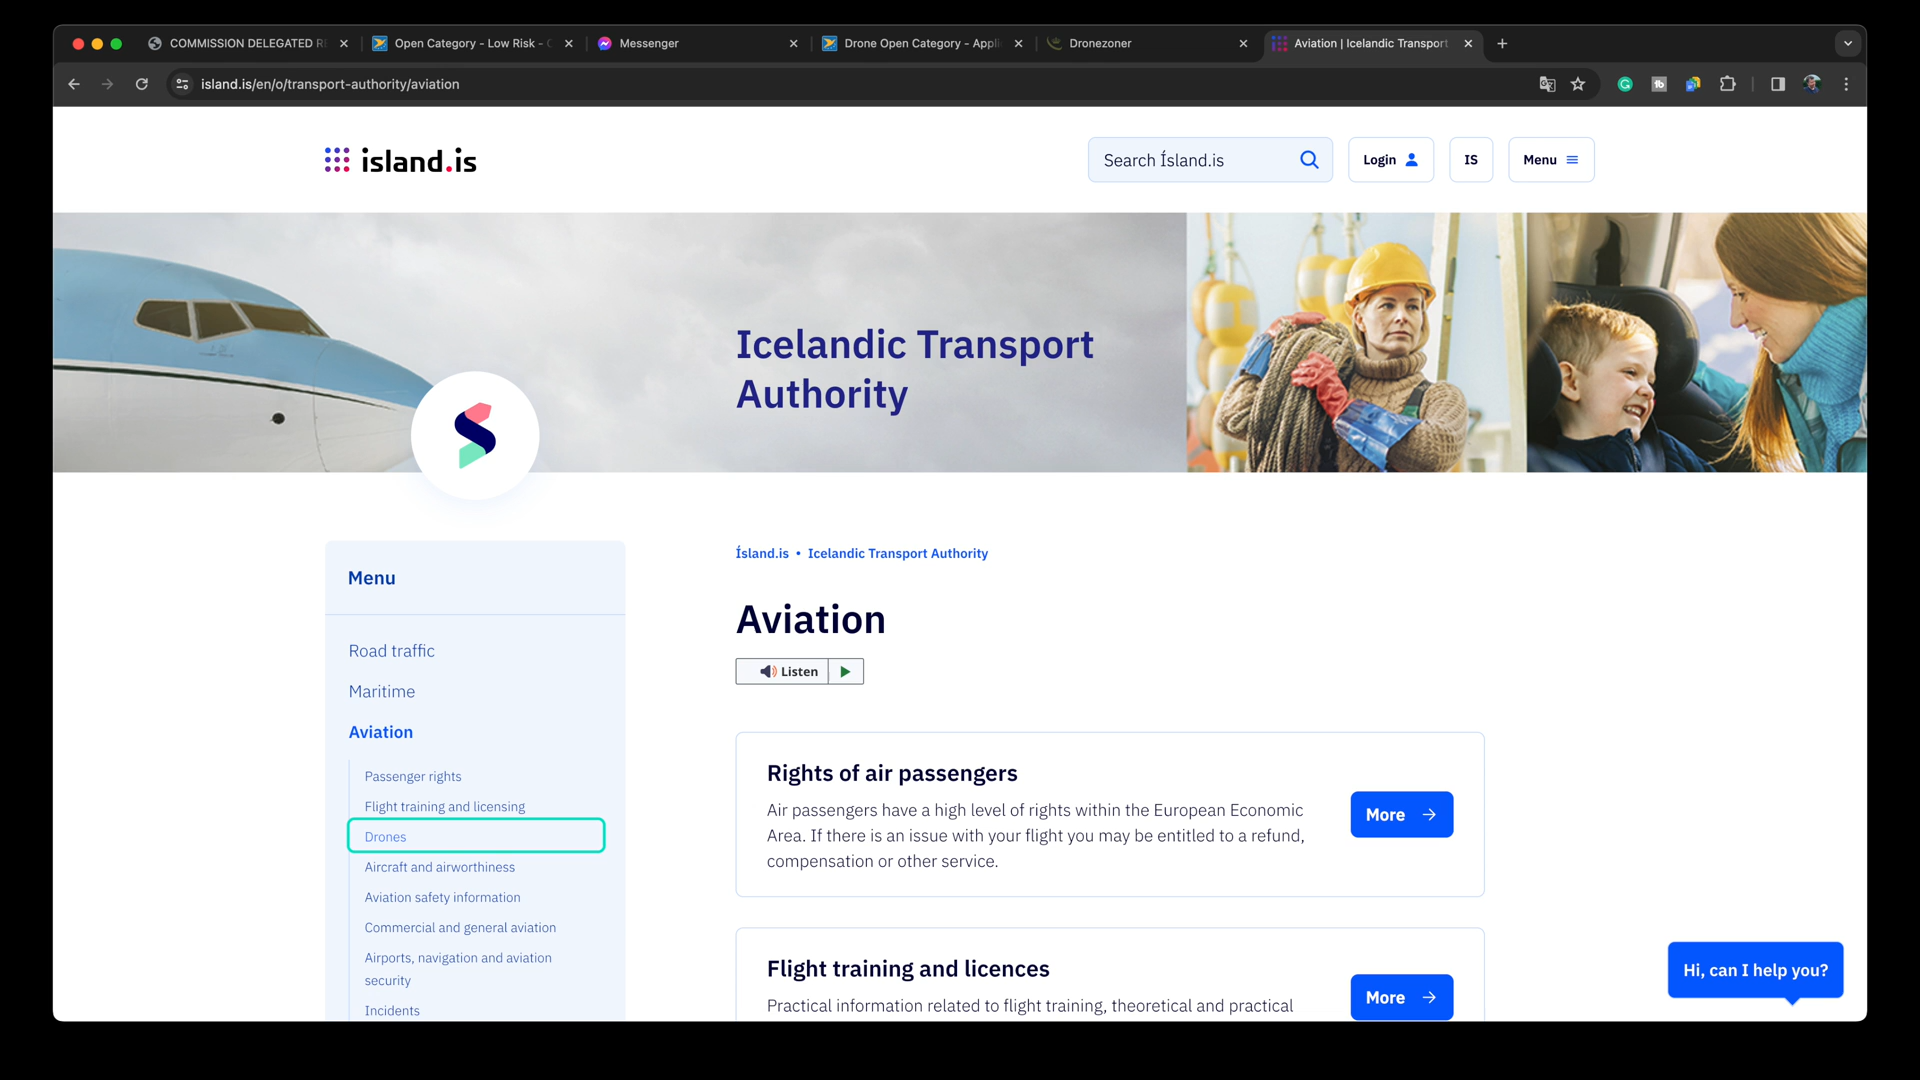 COMMISSION DELEGATED RE
Open Category - Low Risk -
Messenger
Drone Open Category - Appli
Dronezoner
Aviation | Icelandic Transport
island.is/en/o/transport-authority/aviation
island.is
Search Ísland.is
Login
IS
Menu
Icelandic Transport
Authority
Menu
Road traffic
Maritime
Aviation
Passenger rights
Flight training and licensing
Drones
Aircraft and airworthiness
Aviation safety information
Commercial and general aviation
Airports, navigation and aviation
security
Incidents
Ísland.is • Icelandic Transport Authority
Aviation
Listen
Rights of air passengers
Air passengers have a high level of rights within the European Economic
Area. If there is an issue with your flight you may be entitled to a refund,
compensation or other service.
More
Flight training and licences
Practical information related to flight training, theoretical and practical
More
Hi, can I help you?